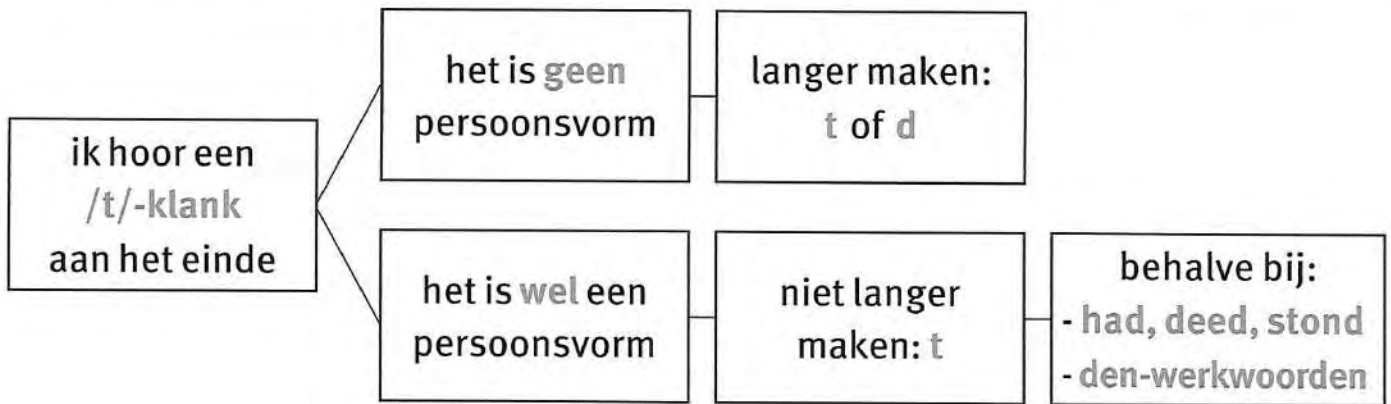 ik hoor een
/t/-klank
aan het einde
het is geen
persoonsvorm
langer maken:
t of d
het is wel een
persoonsvorm
niet langer
maken: t
behalve bij:
- had, deed, stond
- den-werkwoorden